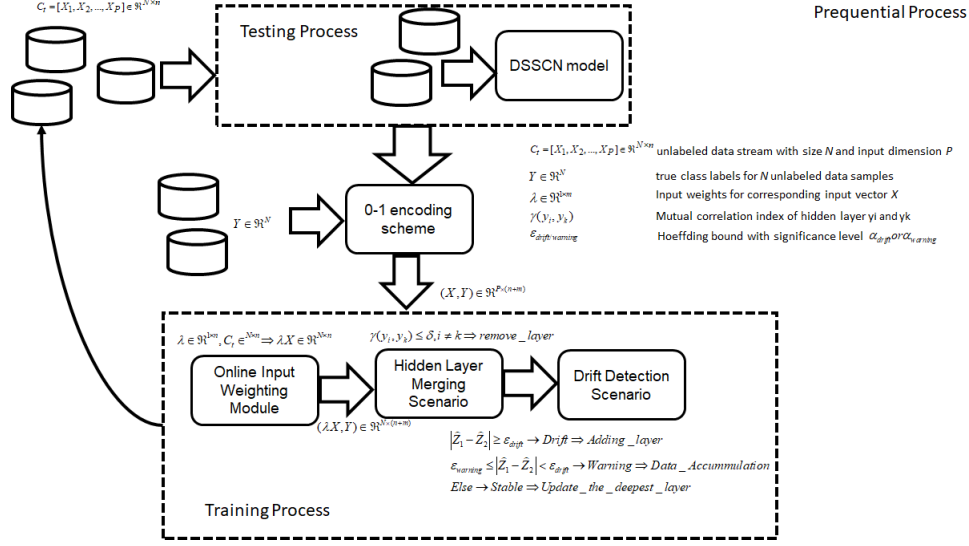 C_t = [X_1, X_2, ..., X_P] ∈ ℜ^{N×n}
Prequential Process
Testing Process
DSSCN model
C_t = [X_1, X_2, ..., X_P] ∈ ℜ^{N×n} unlabeled data stream with size N and input dimension P
Y ∈ ℜ^N true class labels for N unlabeled data samples
λ ∈ ℜ^{1×m} Input weights for corresponding input vector X
γ(y_i, y_k) Mutual correlation index of hidden layer yi and yk
ε_{drift/warning} Hoeffding bound with significance level α_{drift} or α_{warning}
Y ∈ ℜ^N
0-1 encoding
scheme
(X,Y) ∈ ℜ^{P×(n+m)}
λ ∈ ℜ^{1×n}, C_t ∈^{N×n} ⇒ λX ∈ ℜ^{N×n}
γ(y_i, y_k) ≤ δ, i ≠ k ⇒ remove_layer
Online Input
Weighting
Module
Hidden Layer
Merging
Scenario
Drift Detection
Scenario
(λX,Y) ∈ ℜ^{N×(n+m)}
|Ẑ_1 − Ẑ_2| ≥ ε_{drift} → Drift ⇒ Adding_layer
ε_{warning} ≤ |Ẑ_1 − Ẑ_2| < ε_{drift} → Warning ⇒ Data_Accummulation
Else → Stable ⇒ Update_the_deepest_layer
Training Process